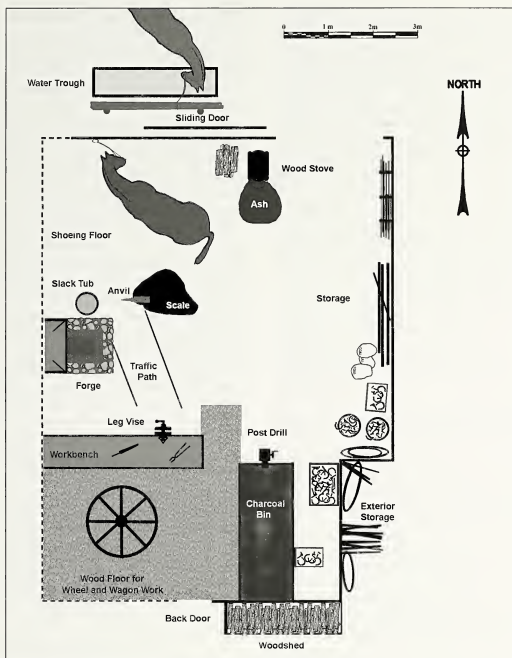 0 1m 2m 3m
Water Trough
NORTH
Sliding Door
Wood Stove
Ash
Shoeing Floor
Slack Tub
Anvil
Scale
Storage
Traffic
Path
Forge
Leg Vise
Post Drill
Workbench
Charcoal
Bin
Exterior
Storage
Wood Floor for
Wheel and Wagon Work
Back Door
Woodshed